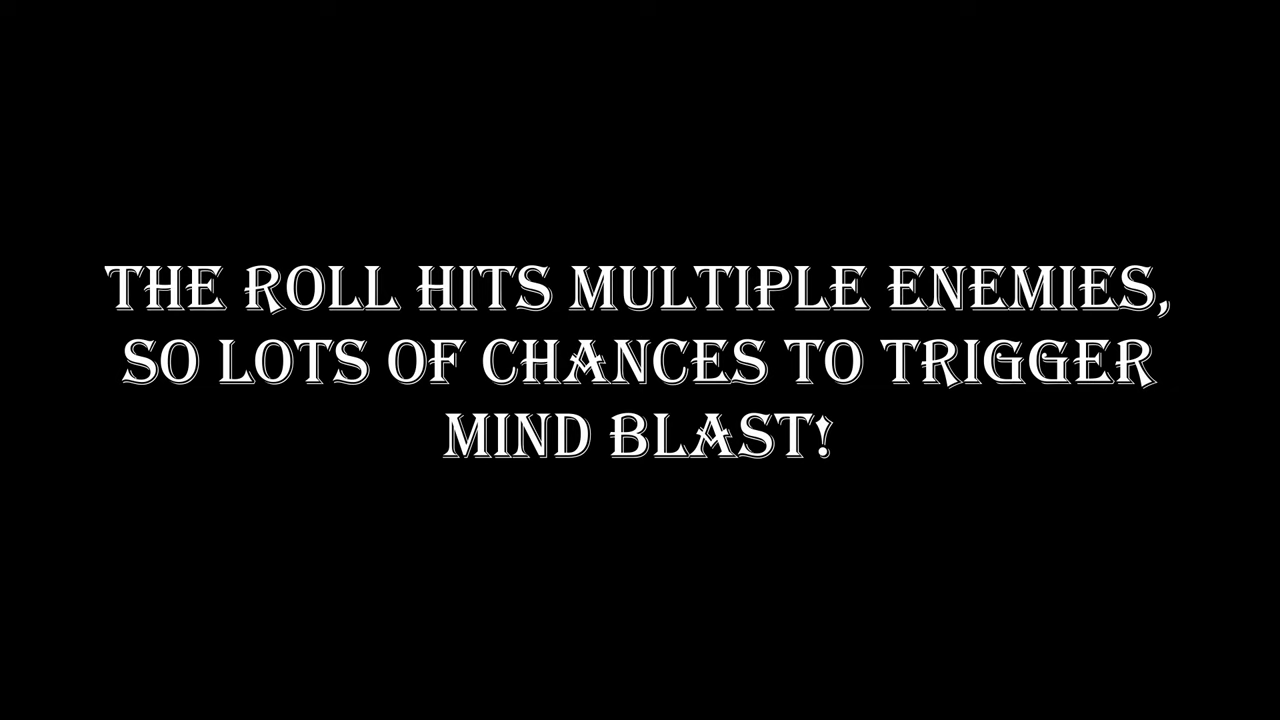 THE ROLL HITS MULTIPLE ENEMIES,
SO LOTS OF CHANCES TO TRIGGER
MIND BLAST!